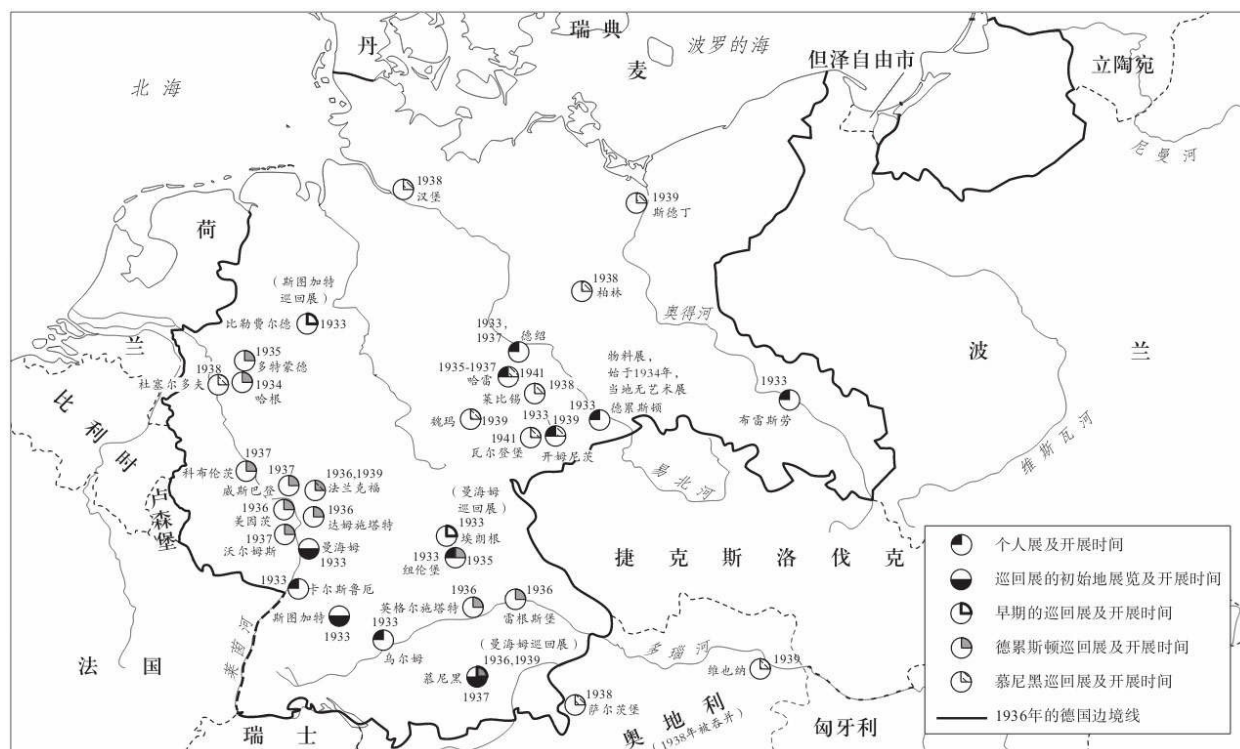 瑞典
丹
麦
波罗的海
北海
但泽自由市
立陶宛
尼曼河
1938
汉堡
1939
斯德丁
荷
兰
(斯图加特
巡回展)
比勒费尔德
1933
1938
柏林
奥得河
波
兰
1933,
1937
德绍
1935
多特蒙德
1938
杜塞尔多夫
1934
哈根
1935-1937
哈雷
1941
1938
莱比锡
物料展,
始于1934年,
当地无艺术展
1933
德累斯顿
1933
布雷斯劳
比利时
魏玛
1939
1933
1939
1941
瓦尔登堡
开姆尼茨
易北河
维斯瓦河
卢森堡
1937
科布伦茨
1937
威斯巴登
1936,1939
法兰克福
1936
美因茨
1936
达姆施塔特
1937
沃尔姆斯
曼海姆
1933
(曼海姆
巡回展)
1933
埃朗根
1933
纽伦堡
1935
捷克斯洛伐克
1933
卡尔斯鲁厄
斯图加特
1933
1936
英格尔施塔特
1936
雷根斯堡
1933
乌尔姆
莱茵河
法国
(曼海姆巡回展)
1936,1939
慕尼黑
1937
多瑙河
维也纳
1939
1938
萨尔茨堡
瑞士
奥地利
(1938年被吞并)
匈牙利
个人展及开展时间
巡回展的初始地展览及开展时间
早期的巡回展及开展时间
德累斯顿巡回展及开展时间
慕尼黑巡回展及开展时间
1936年的德国边境线